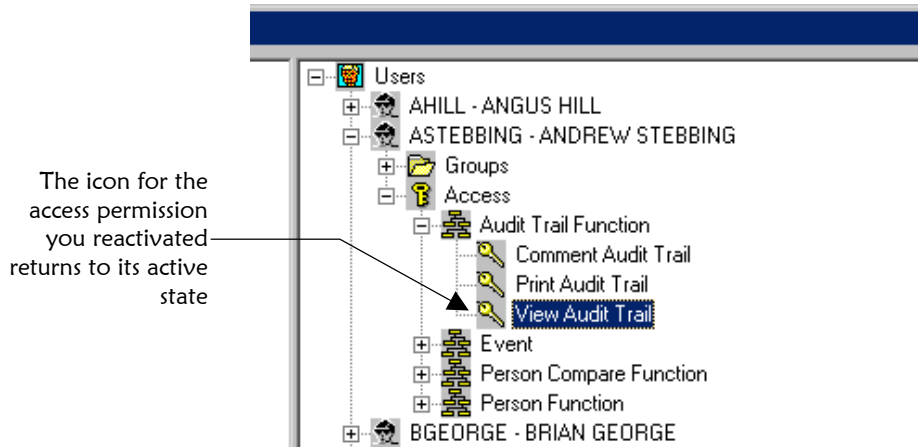 Users
AHILL - ANGUS HILL
ASTEBBING - ANDREW STEBBING
Groups
The icon for the
access permission
you reactivated
returns to its active
state
Access
Audit Trail Function
Comment Audit Trail
Print Audit Trail
View Audit Trail
Event
Person Compare Function
Person Function
BGEORGE - BRIAN GEORGE